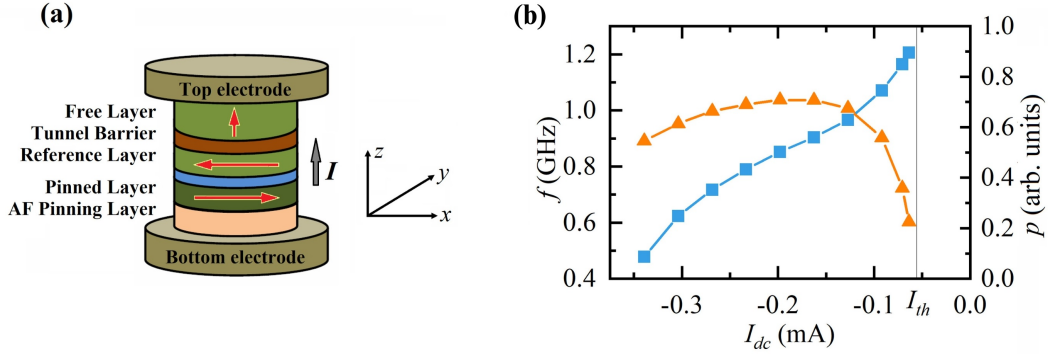 (a)
Top electrode
Free Layer
Tunnel Barrier
Reference Layer
Pinned Layer
AF Pinning Layer
Bottom electrode
I
z
y
x
(b)
f (GHz)
1.2
1.0
0.8
0.6
0.4
1.0
0.8
0.6
0.4
0.2
0.0
p (arb. units)
-0.3
-0.2
-0.1
I_th
0.0
I_dc (mA)